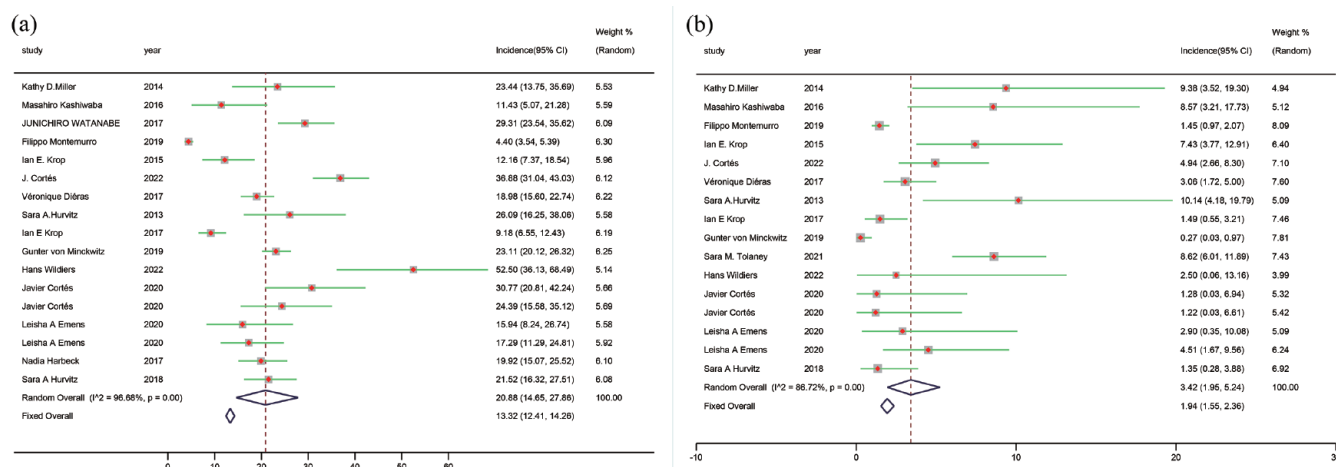 (a)
Weight %
study year Incidence(95% CI) (Random)
Kathy D.Miller 2014 23.44 (13.75, 35.69) 5.53
Masahiro Kashiwaba 2016 11.43 (5.07, 21.28) 5.59
JUNICHIRO WATANABE 2017 29.31 (23.54, 35.62) 6.09
Filippo Montemurro 2019 4.40 (3.54, 5.39) 6.30
Ian E. Krop 2015 12.16 (7.37, 18.54) 5.96
J. Cortés 2022 36.88 (31.04, 43.03) 6.12
Véronique Diéras 2017 18.98 (15.60, 22.74) 6.22
Sara A.Hurvitz 2013 26.09 (16.25, 38.06) 5.58
Ian E Krop 2017 9.18 (6.55, 12.43) 6.19
Gunter von Minckwitz 2019 23.11 (20.12, 26.32) 6.25
Hans Wildiers 2022 52.50 (36.13, 68.49) 5.14
Javier Cortés 2020 30.77 (20.81, 42.24) 5.66
Javier Cortés 2020 24.39 (15.58, 35.12) 5.69
Leisha A Emens 2020 15.94 (8.24, 26.74) 5.58
Leisha A Emens 2020 17.29 (11.29, 24.81) 5.92
Nadia Harbeck 2017 19.92 (15.07, 25.52) 6.10
Sara A Hurvitz 2018 21.52 (16.32, 27.51) 6.08
Random Overall (I^2 = 96.68%, p = 0.00) 20.88 (14.65, 27.86) 100.00
Fixed Overall 13.32 (12.41, 14.26)
0 10 20 30 40 50 60
(b)
Weight %
study year Incidence(95% CI) (Random)
Kathy D.Miller 2014 9.38 (3.52, 19.30) 4.94
Masahiro Kashiwaba 2016 8.57 (3.21, 17.73) 5.12
Filippo Montemurro 2019 1.45 (0.97, 2.07) 8.09
Ian E. Krop 2015 7.43 (3.77, 12.91) 6.40
J. Cortés 2022 4.94 (2.66, 8.30) 7.10
Véronique Diéras 2017 3.06 (1.72, 5.00) 7.60
Sara A.Hurvitz 2013 10.14 (4.18, 19.79) 5.09
Ian E Krop 2017 1.49 (0.55, 3.21) 7.46
Gunter von Minckwitz 2019 0.27 (0.03, 0.97) 7.81
Sara M. Tolaney 2021 8.62 (6.01, 11.89) 7.43
Hans Wildiers 2022 2.50 (0.06, 13.16) 3.99
Javier Cortés 2020 1.28 (0.03, 6.94) 5.32
Javier Cortés 2020 1.22 (0.03, 6.61) 5.42
Leisha A Emens 2020 2.90 (0.35, 10.08) 5.09
Leisha A Emens 2020 4.51 (1.67, 9.56) 6.24
Sara A Hurvitz 2018 1.35 (0.28, 3.88) 6.92
Random Overall (I^2 = 86.72%, p = 0.00) 3.42 (1.95, 5.24) 100.00
Fixed Overall 1.94 (1.55, 2.36)
-10 0 10 20